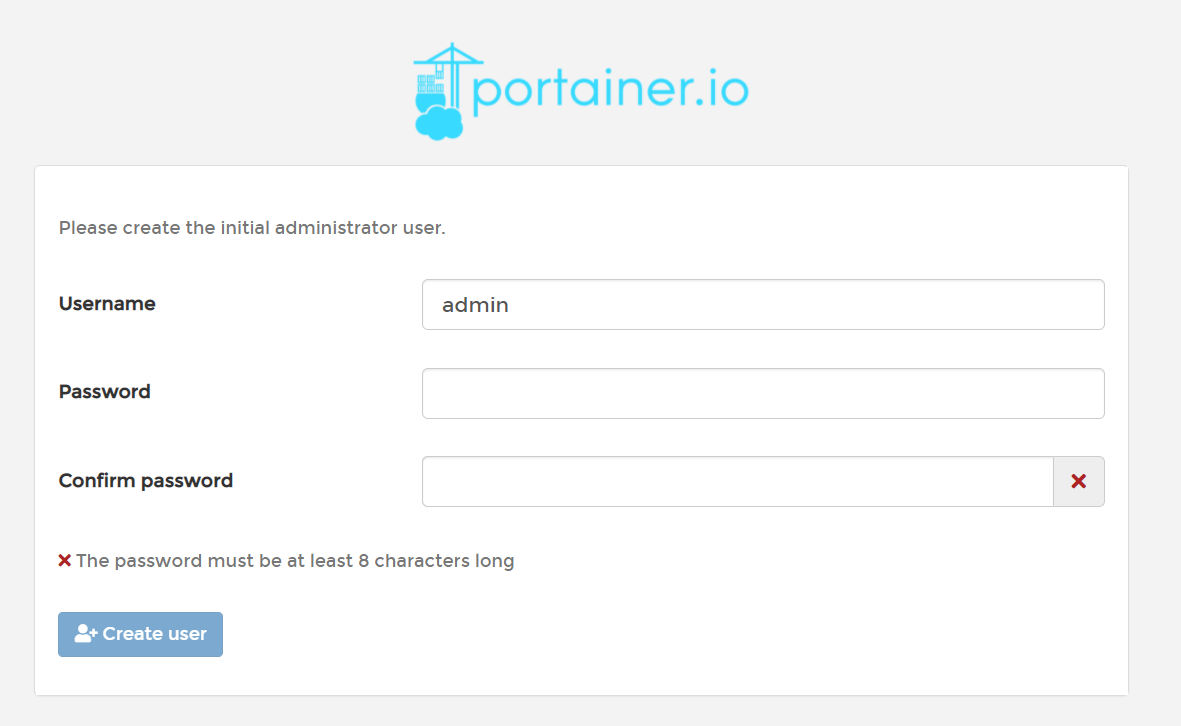 portainer.io
Please create the initial administrator user.
Username
admin
Password
Confirm password
The password must be at least 8 characters long
Create user